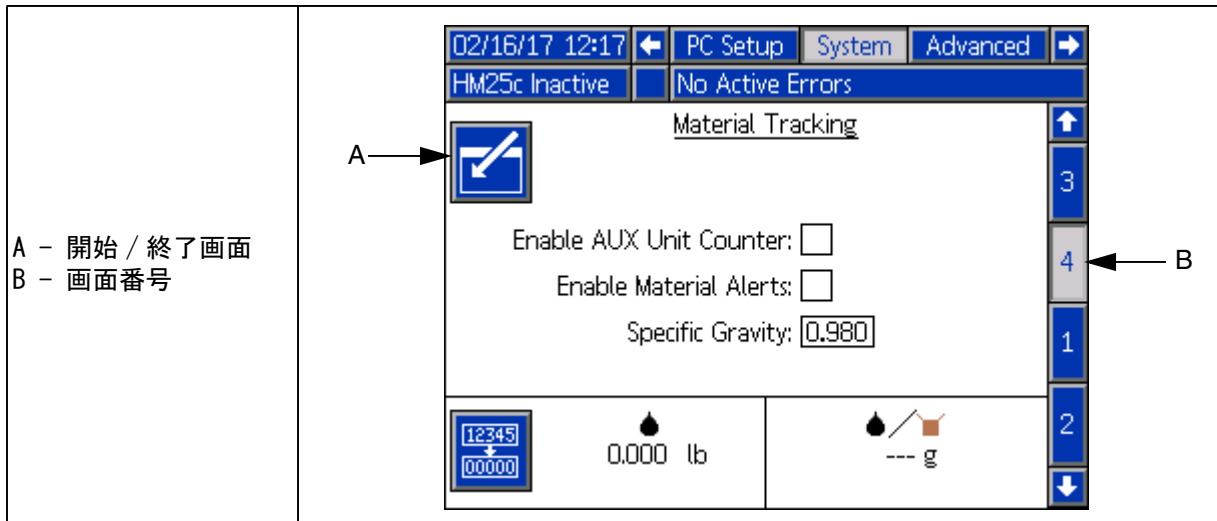 A - 開始/終了画面
B - 画面番号
02/16/17 12:17 PC Setup System Advanced
HM25c Inactive No Active Errors
Material Tracking
A
3
Enable AUX Unit Counter:
4
B
Enable Material Alerts:
Specific Gravity: 0.980
1
12345
00000
0.000 lb
--- g
2